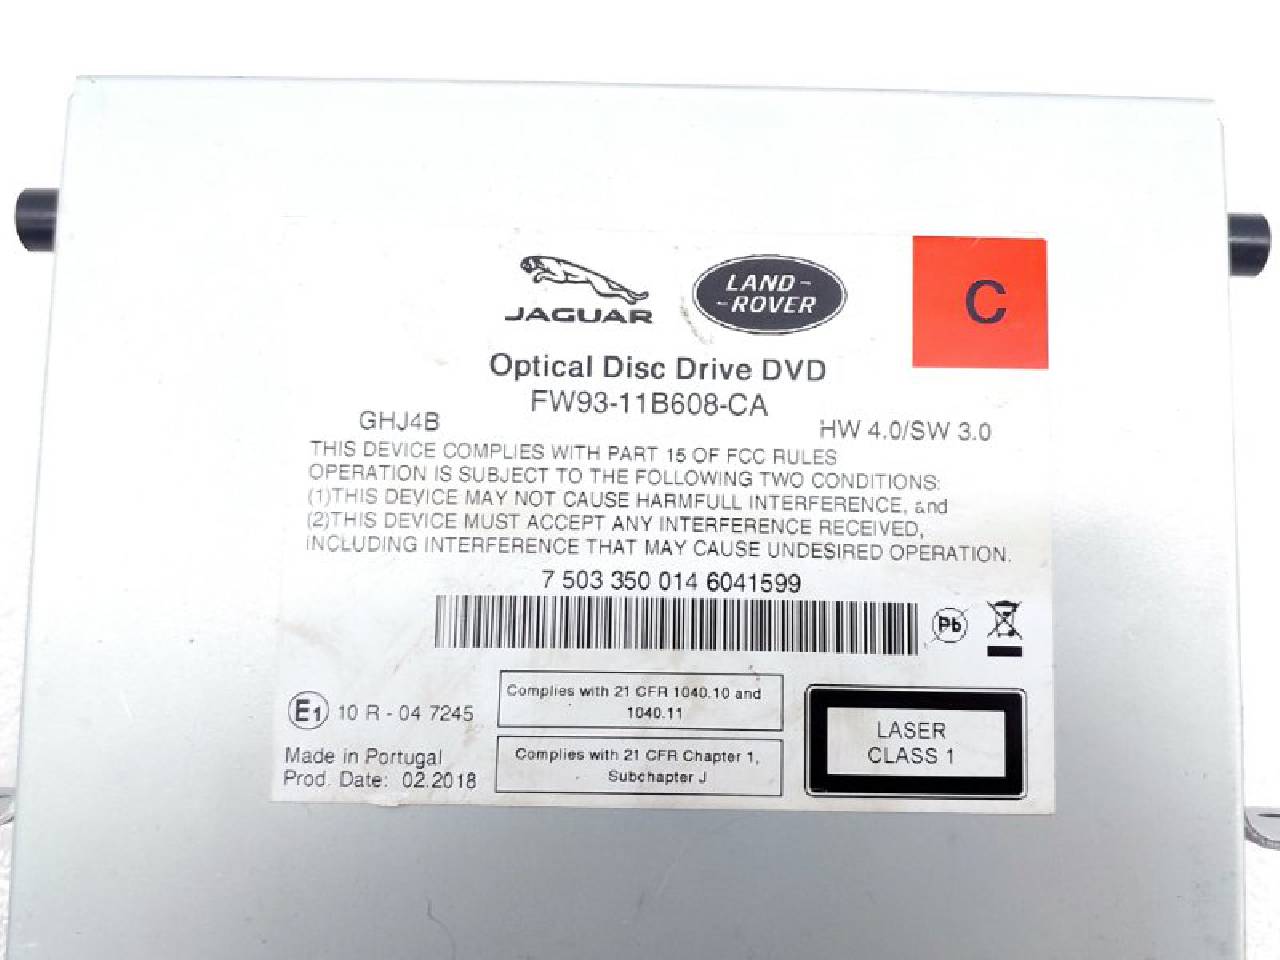 JAGUAR
LAND-
-ROVER
C
Optical Disc Drive DVD
FW93-11B608-CA
GHJ4B
HW 4.0/SW 3.0
THIS DEVICE COMPLIES WITH PART 15 OF FCC RULES
OPERATION IS SUBJECT TO THE FOLLOWING TWO CONDITIONS:
(1)THIS DEVICE MAY NOT CAUSE HARMFULL INTERFERENCE, and
(2)THIS DEVICE MUST ACCEPT ANY INTERFERENCE RECEIVED,
INCLUDING INTERFERENCE THAT MAY CAUSE UNDESIRED OPERATION.
7 503 350 014 6041599
Pb
E1 10 R - 04 7245
Complies with 21 CFR 1040.10 and
1040.11
Made in Portugal
Prod. Date: 02.2018
Complies with 21 CFR Chapter 1,
Subchapter J
LASER
CLASS 1